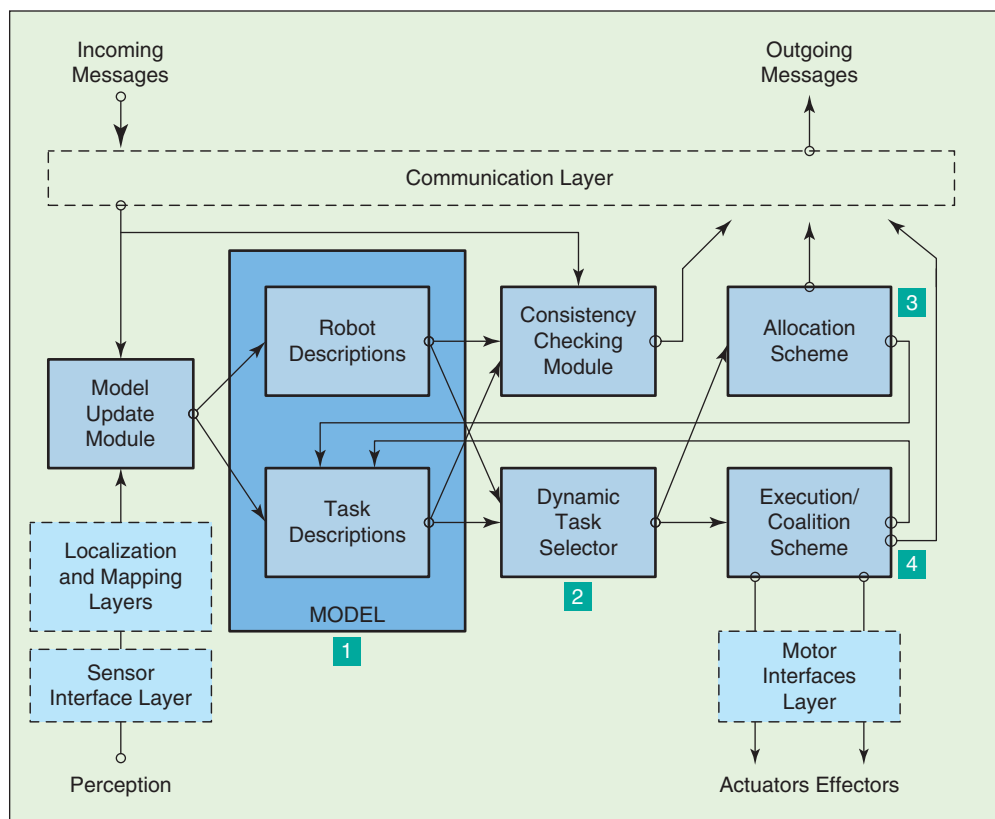 Incoming
Messages
Outgoing
Messages
Communication Layer
Robot
Descriptions
Consistency
Checking
Module
3
Allocation
Scheme
Model
Update
Module
Task
Descriptions
Dynamic
Task
Selector
Execution/
Coalition
Scheme
4
2
MODEL
1
Localization
and Mapping
Layers
Sensor
Interface Layer
Motor
Interfaces
Layer
Perception
Actuators Effectors